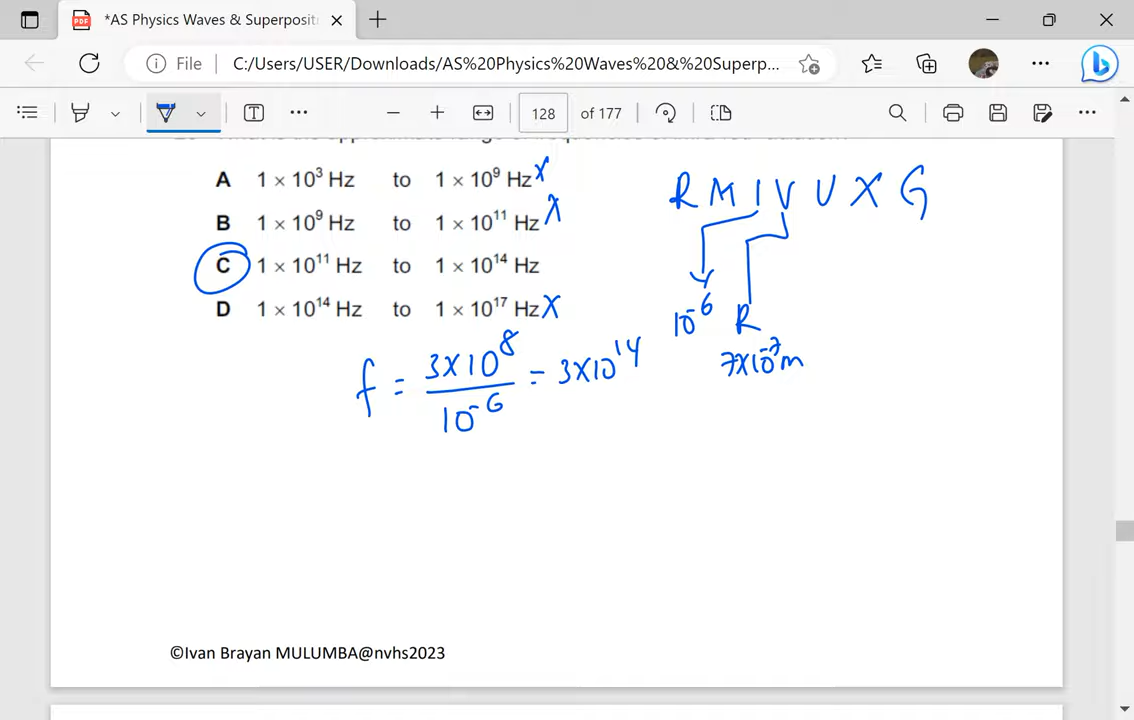 *AS Physics Waves & Superposit
File C:/Users/USER/Downloads/AS%20Physics%20Waves%20&%20Superp...
128 of 177
A 1 × 10³ Hz to 1 × 10⁹ Hz X
B 1 × 10⁹ Hz to 1 × 10¹¹ Hz X
C 1 × 10¹¹ Hz to 1 × 10¹⁴ Hz
D 1 × 10¹⁴ Hz to 1 × 10¹⁷ Hz X
R M I V U X G
10⁻⁶ R
7×10⁻⁷m
f = 3×10⁸ / 10⁻⁶ = 3×10¹⁴
©Ivan Brayan MULUMBA@nvhs2023